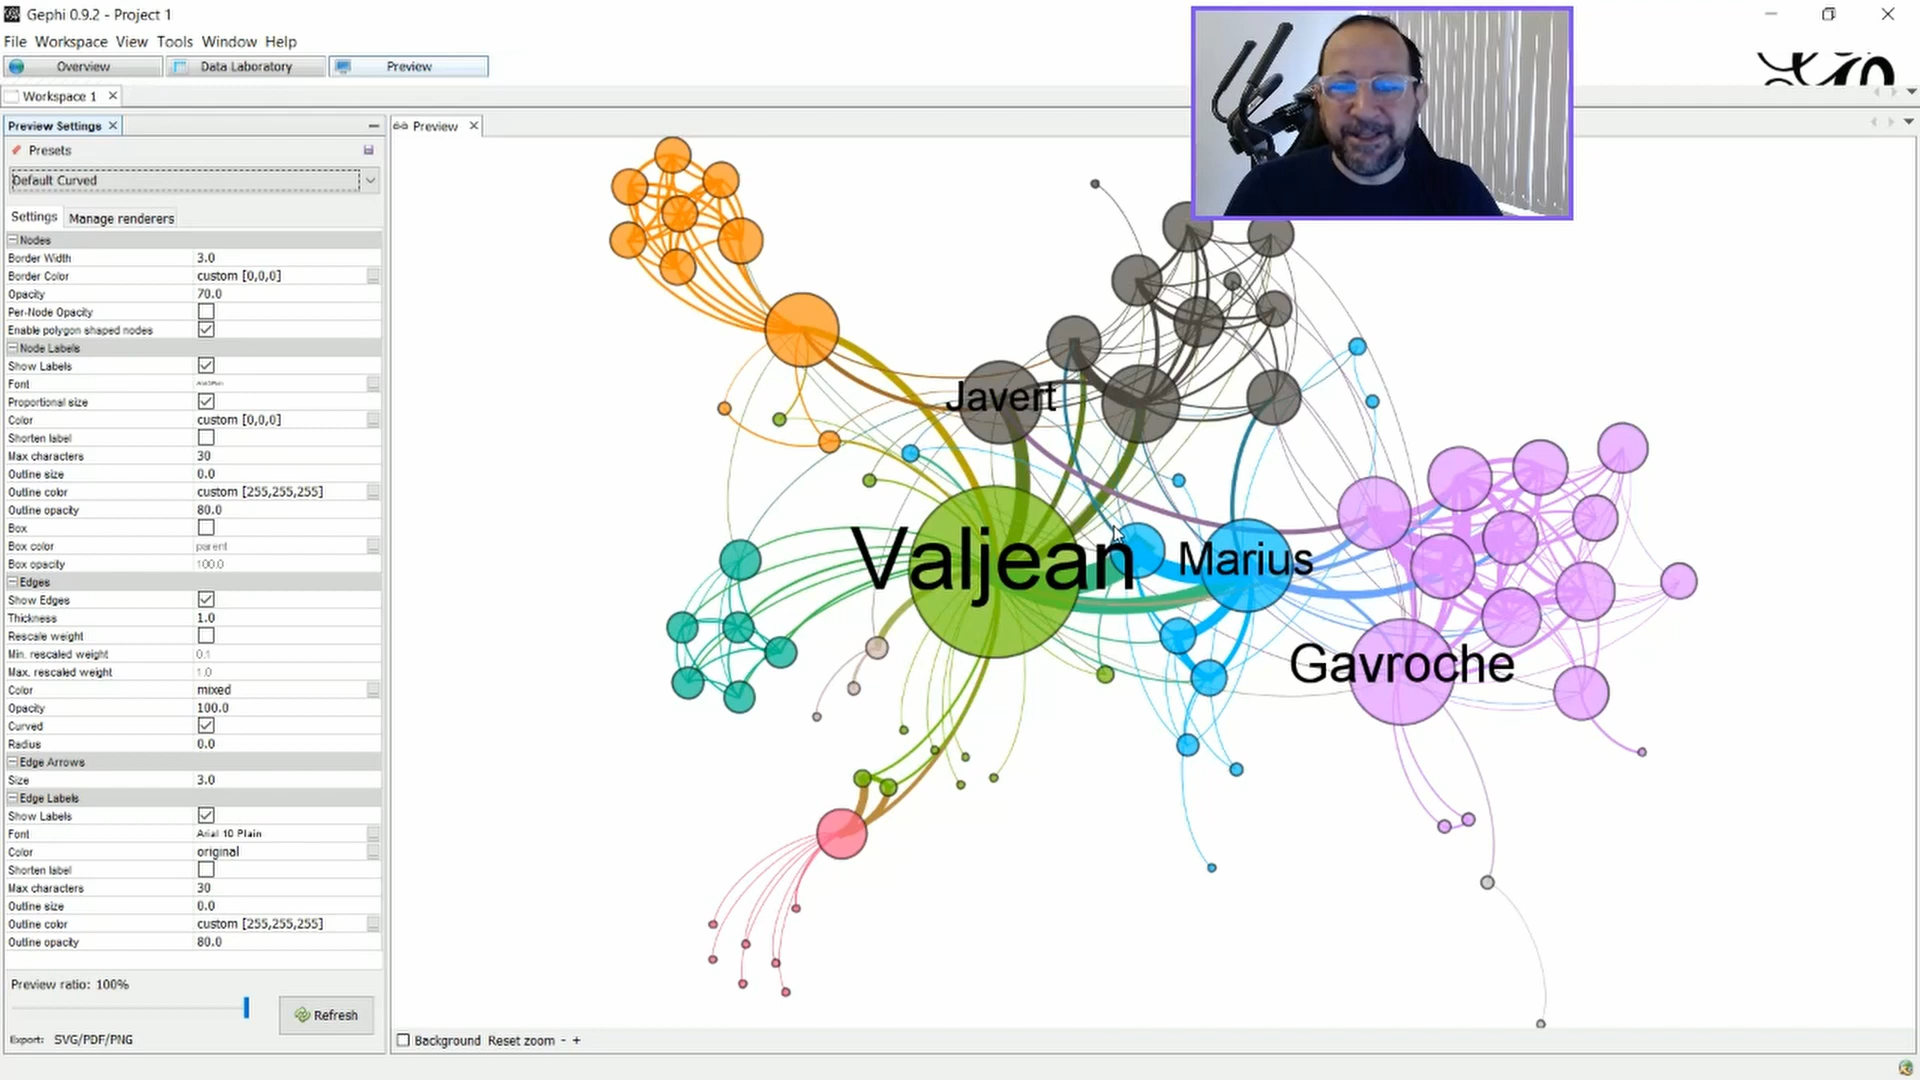 Gephi 0.9.2 - Project 1
File Workspace View Tools Window Help
Overview Data Laboratory Preview
Workspace 1
Preview Settings
Preview
Presets
Default Curved
Settings Manage renderers
Nodes
Border Width 3.0
Border Color custom [0,0,0]
Opacity 70.0
Per-Node Opacity
Enable polygon shaped nodes
Node Labels
Show Labels
Font
Proportional size
Color custom [0,0,0]
Shorten label
Max characters 30
Outline size 0.0
Outline color custom [255,255,255]
Outline opacity 80.0
Box
Box color parent
Box opacity 100.0
Edges
Show Edges
Thickness 1.0
Rescale weight
Min. rescaled weight 0.1
Max. rescaled weight 1.0
Color mixed
Opacity 100.0
Curved
Radius 0.0
Edge Arrows
Size 3.0
Edge Labels
Show Labels
Font Arial 10 Plain
Color original
Shorten label
Max characters 30
Outline size 0.0
Outline color custom [255,255,255]
Outline opacity 80.0
Preview ratio: 100%
Refresh
Export: SVG/PDF/PNG
Javert
Valjean
Marius
Gavroche
Background Reset zoom - +